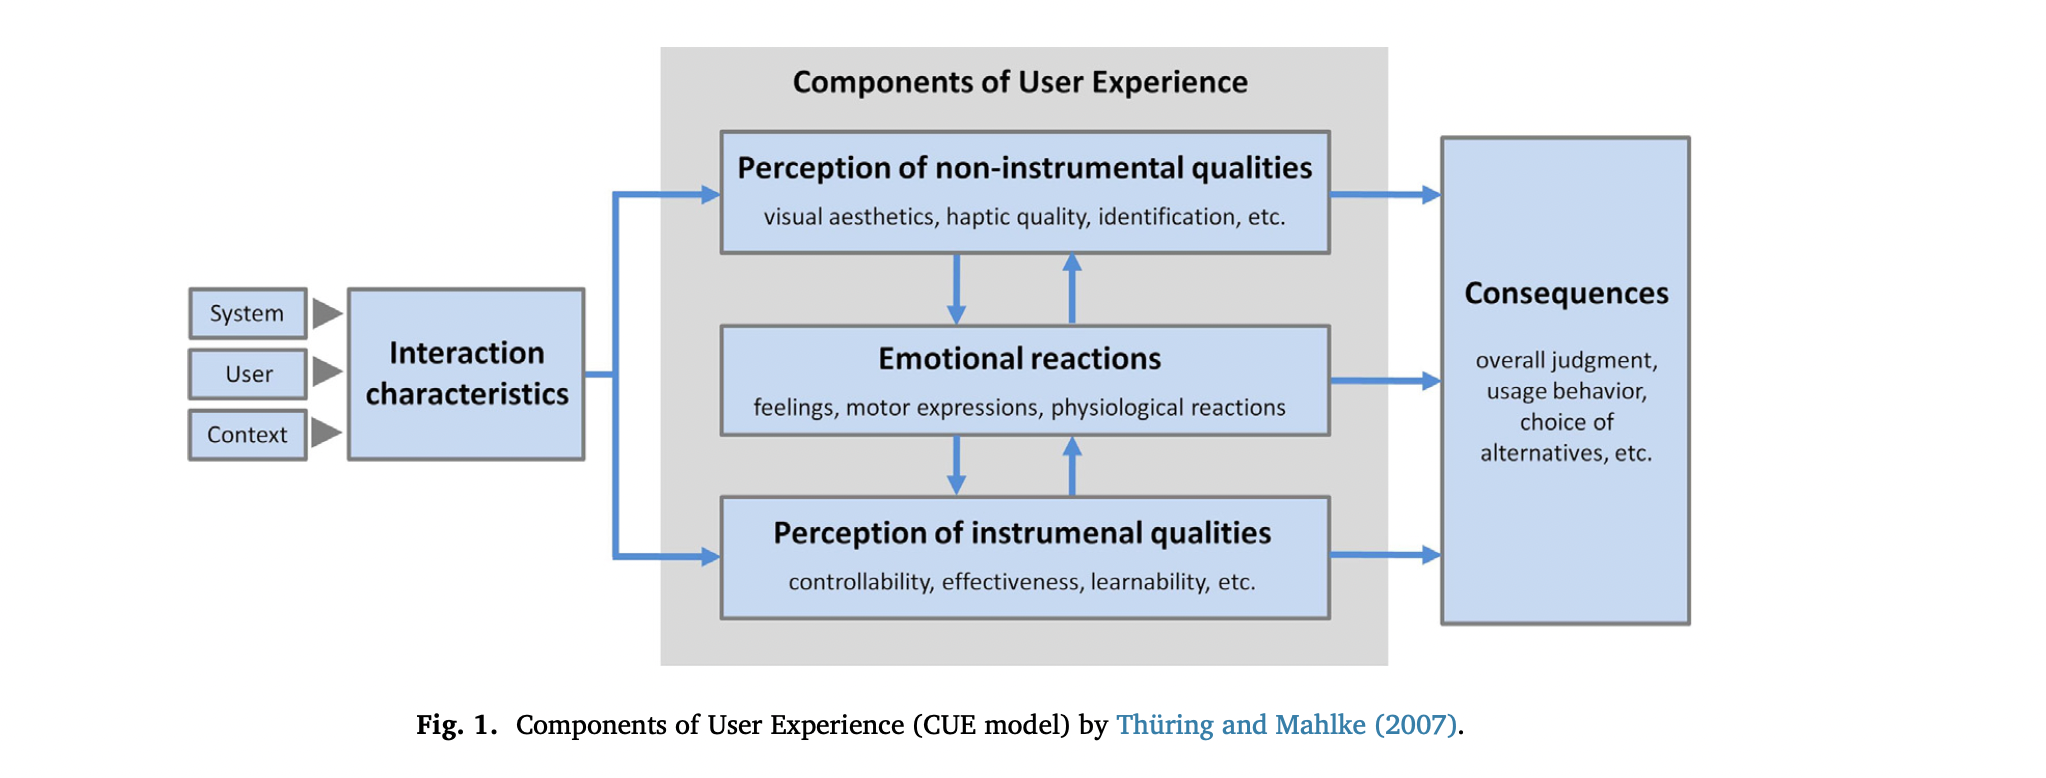 Components of User Experience
Perception of non-instrumental qualities
visual aesthetics, haptic quality, identification, etc.
System
User
Context
Interaction
characteristics
Emotional reactions
feelings, motor expressions, physiological reactions
Perception of instrumenal qualities
controllability, effectiveness, learnability, etc.
Consequences
overall judgment,
usage behavior,
choice of
alternatives, etc.
Fig. 1. Components of User Experience (CUE model) by Thüring and Mahlke (2007).